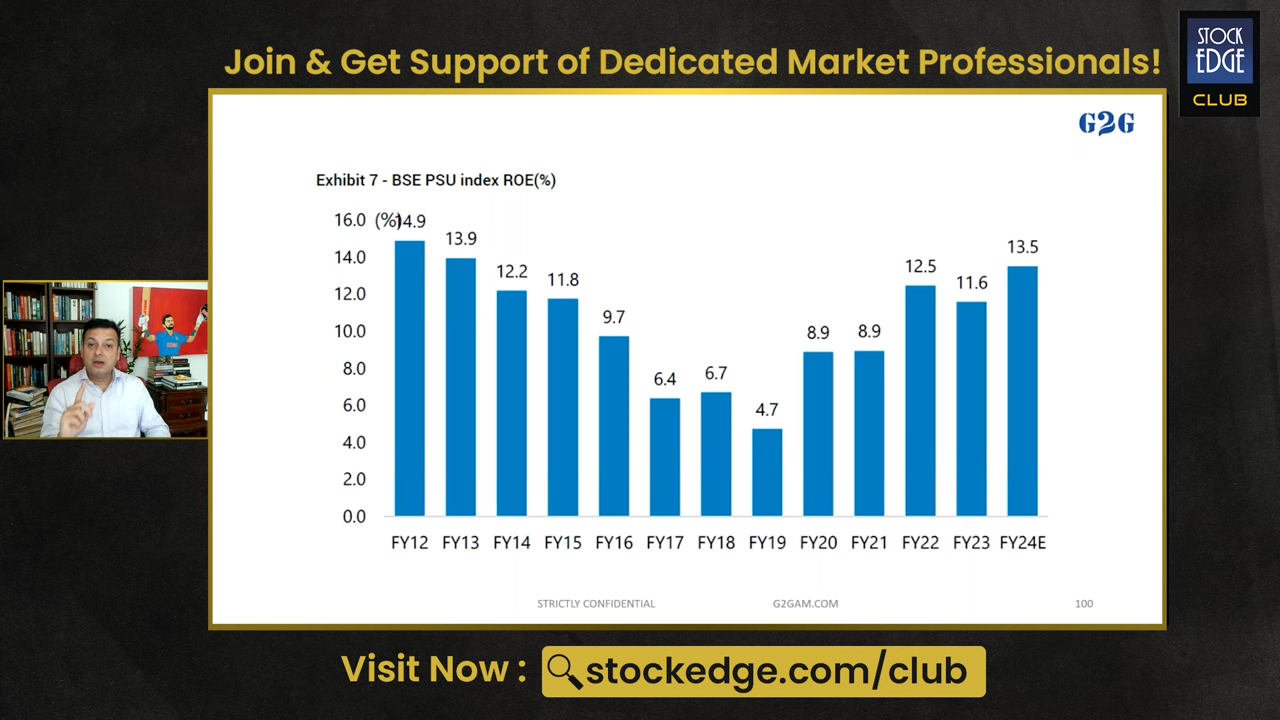 Join & Get Support of Dedicated Market Professionals!
STOCK
EDGE
CLUB
G2G
Exhibit 7 - BSE PSU index ROE(%)
(%)
16.0
14.0
12.0
10.0
8.0
6.0
4.0
2.0
0.0
14.9
13.9
12.2
11.8
9.7
6.4
6.7
4.7
8.9
8.9
12.5
11.6
13.5
FY12 FY13 FY14 FY15 FY16 FY17 FY18 FY19 FY20 FY21 FY22 FY23 FY24E
STRICTLY CONFIDENTIAL G2GAM.COM 100
Visit Now : stockedge.com/club